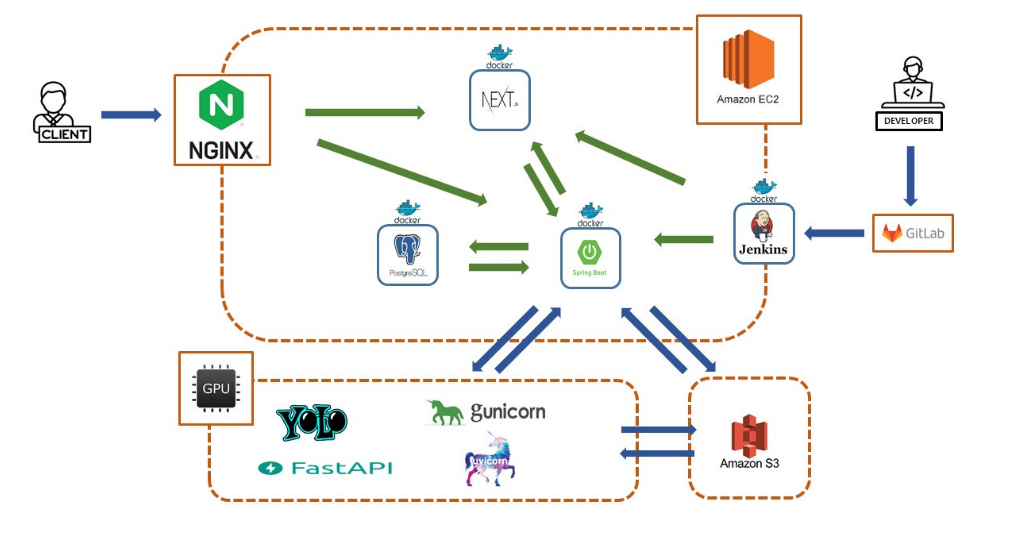 docker
Amazon EC2
N
NEXT.JS
</>
CLIENT
DEVELOPER
NGINX
docker
docker
docker
Jenkins
GitLab
PostgreSQL
Spring Boot
GPU
YOLO
gunicorn
uvicorn
FastAPI
Amazon S3